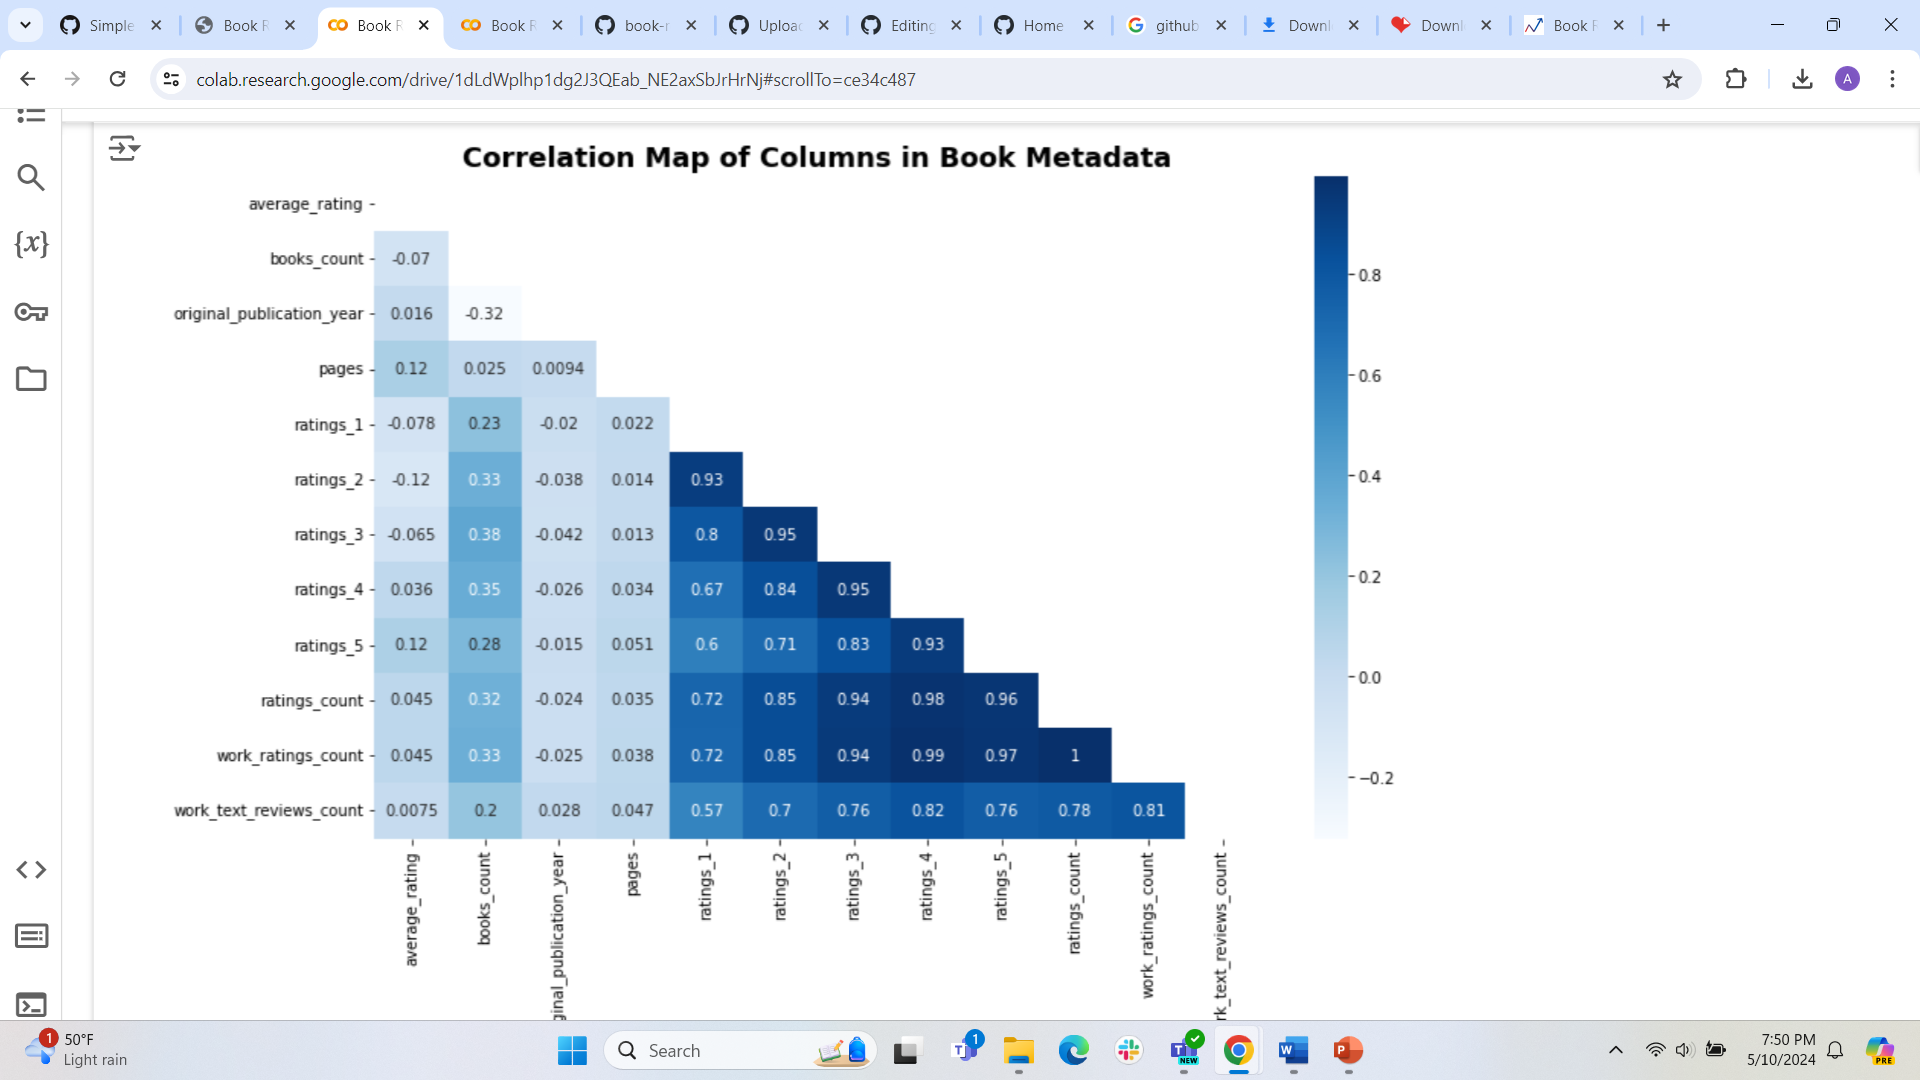 Simple
Book R
Book R
Book R
book-r
Upload
Editing
Home
github
Downl
Downl
Book R
colab.research.google.com/drive/1dLdWplhp1dg2J3QEab_NE2axSbJrHrNj#scrollTo=ce34c487
A
{x}
Correlation Map of Columns in Book Metadata
average_rating
books_count -0.07
original_publication_year 0.016 -0.32
pages 0.12 0.025 0.0094
ratings_1 -0.078 0.23 -0.02 0.022
ratings_2 -0.12 0.33 -0.038 0.014 0.93
ratings_3 -0.065 0.38 -0.042 0.013 0.8 0.95
ratings_4 0.036 0.35 -0.026 0.034 0.67 0.84 0.95
ratings_5 0.12 0.28 -0.015 0.051 0.6 0.71 0.83 0.93
ratings_count 0.045 0.32 -0.024 0.035 0.72 0.85 0.94 0.98 0.96
work_ratings_count 0.045 0.33 -0.025 0.038 0.72 0.85 0.94 0.99 0.97 1
work_text_reviews_count 0.0075 0.2 0.028 0.047 0.57 0.7 0.76 0.82 0.76 0.78 0.81
average_rating
books_count
ginal_publication_year
pages
ratings_1
ratings_2
ratings_3
ratings_4
ratings_5
ratings_count
work_ratings_count
rk_text_reviews_count
0.8
0.6
0.4
0.2
0.0
−0.2
1
50°F
Light rain
Search
1
NEW
7:50 PM
5/10/2024
PRE